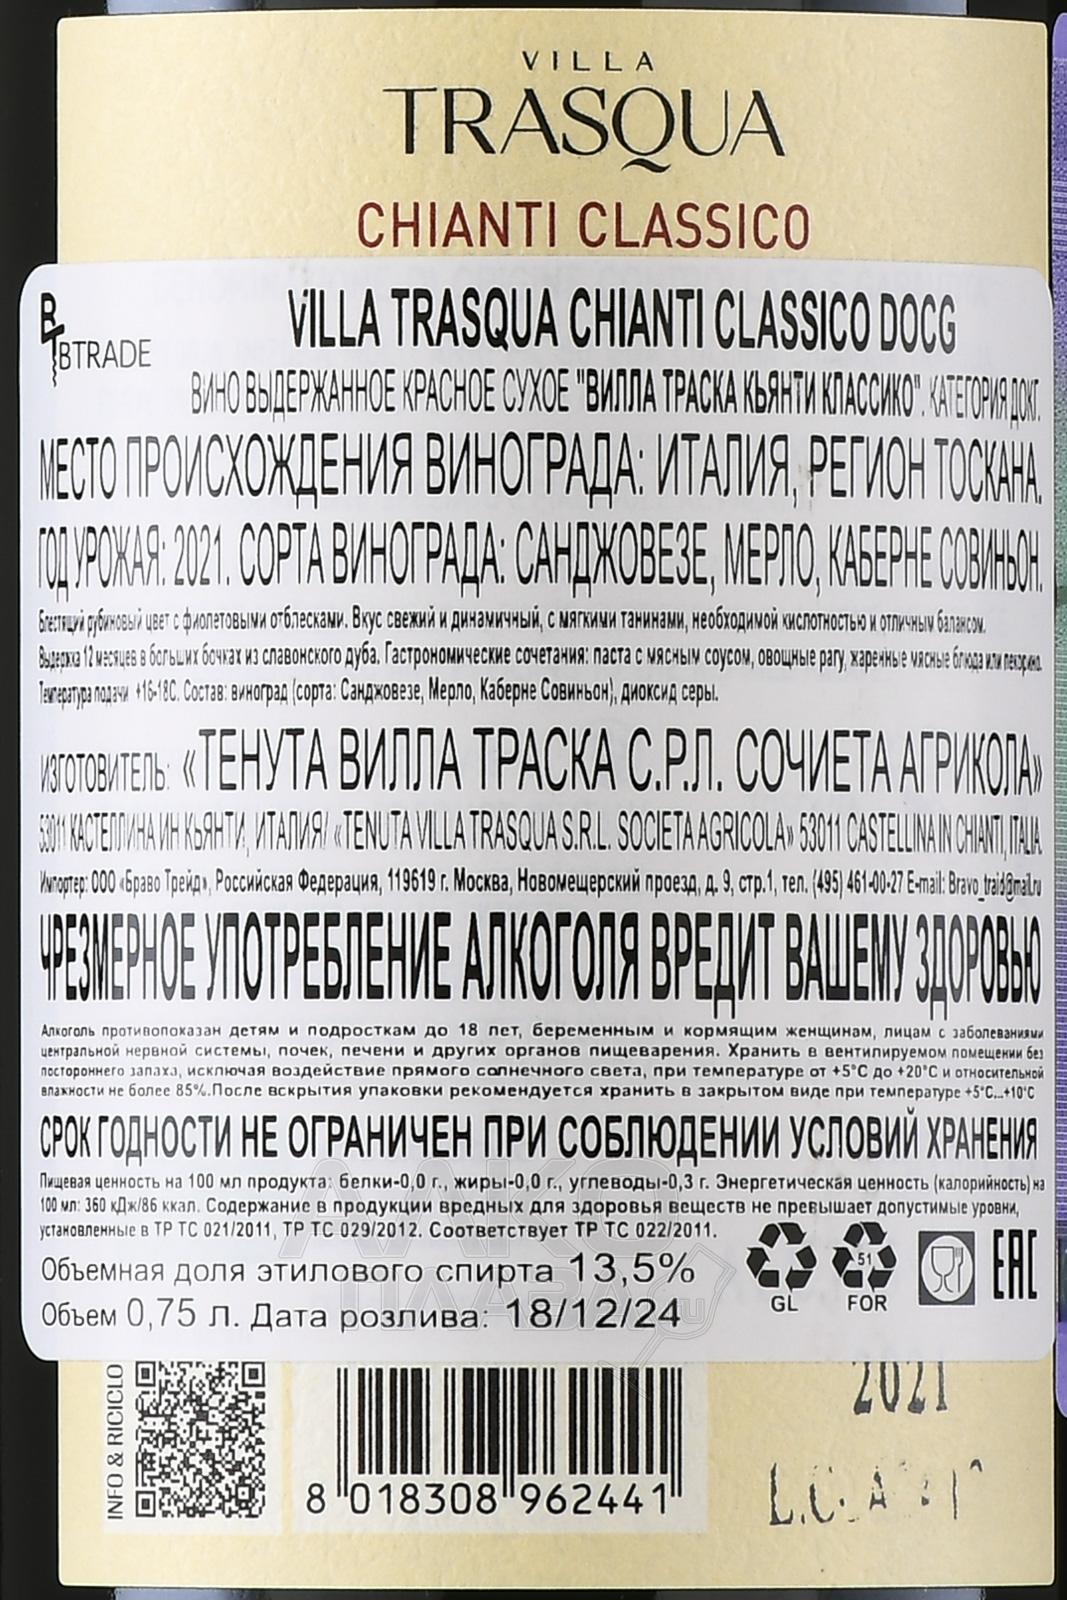 VILLA
TRASQUA
CHIANTI CLASSICO
BTBTRADE
VILLA TRASQUA CHIANTI CLASSICO DOCG
ВИНО ВЫДЕРЖАННОЕ КРАСНОЕ СУХОЕ "ВИЛЛА ТРАСКА КЬЯНТИ КЛАССИКО". КАТЕГОРИЯ ДОКГ.
МЕСТО ПРОИСХОЖДЕНИЯ ВИНОГРАДА: ИТАЛИЯ, РЕГИОН ТОСКАНА.
ГОД УРОЖАЯ: 2021. СОРТА ВИНОГРАДА: САНДЖОВЕЗЕ, МЕРЛО, КАБЕРНЕ СОВИНЬОН.
Блестящий рубиновый цвет с фиолетовыми отблесками. Вкус свежий и динамичный, с мягкими танинами, необходимой кислотностью и отличным балансом.
Выдержка 12 месяцев в больших бочках из славонского дуба. Гастрономические сочетания: паста с мясным соусом, овощные рагу, жаренные мясные блюда или пекорино.
Температура подачи +16-18С. Состав: виноград (сорта: Санджовезе, Мерло, Каберне Совиньон), диоксид серы.
ИЗГОТОВИТЕЛЬ: «ТЕНУТА ВИЛЛА ТРАСКА С.Р.Л. СОЧИЕТА АГРИКОЛА»
53011 КАСТЕЛЛИНА ИН КЬЯНТИ, ИТАЛИЯ/ «TENUTA VILLA TRASQUA S.R.L. SOCIETA AGRICOLA» 53011 CASTELLINA IN CHIANTI, ITALIA.
Импортер: ООО «Браво Трейд», Российская Федерация, 119619 г. Москва, Новомещерский проезд, д. 9, стр.1, тел. (495) 461-00-27 E-mail: Bravo_traid@mail.ru
ЧРЕЗМЕРНОЕ УПОТРЕБЛЕНИЕ АЛКОГОЛЯ ВРЕДИТ ВАШЕМУ ЗДОРОВЬЮ
Алкоголь противопоказан детям и подросткам до 18 лет, беременным и кормящим женщинам, лицам с заболеваниями
центральной нервной системы, почек, печени и других органов пищеварения. Хранить в вентилируемом помещении без
постороннего запаха, исключая воздействие прямого солнечного света, при температуре от +5°С до +20°С и относительной
влажности не более 85%.После вскрытия упаковки рекомендуется хранить в закрытом виде при температуре +5°С...+10°С
СРОК ГОДНОСТИ НЕ ОГРАНИЧЕН ПРИ СОБЛЮДЕНИИ УСЛОВИЙ ХРАНЕНИЯ
Пищевая ценность на 100 мл продукта: белки-0,0 г., жиры-0,0 г., углеводы-0,3 г. Энергетическая ценность (калорийность) на
100 мл: 360 кДж/86 ккал. Содержание в продукции вредных для здоровья веществ не превышает допустимые уровни,
установленные в ТР ТС 021/2011, ТР ТС 029/2012. Соответствует ТР ТС 022/2011.
Объемная доля этилового спирта 13,5%
Объем 0,75 л. Дата розлива: 18/12/24
GL
51
FOR
EAC
INFO & RICICLO
8 018308 962441
2021